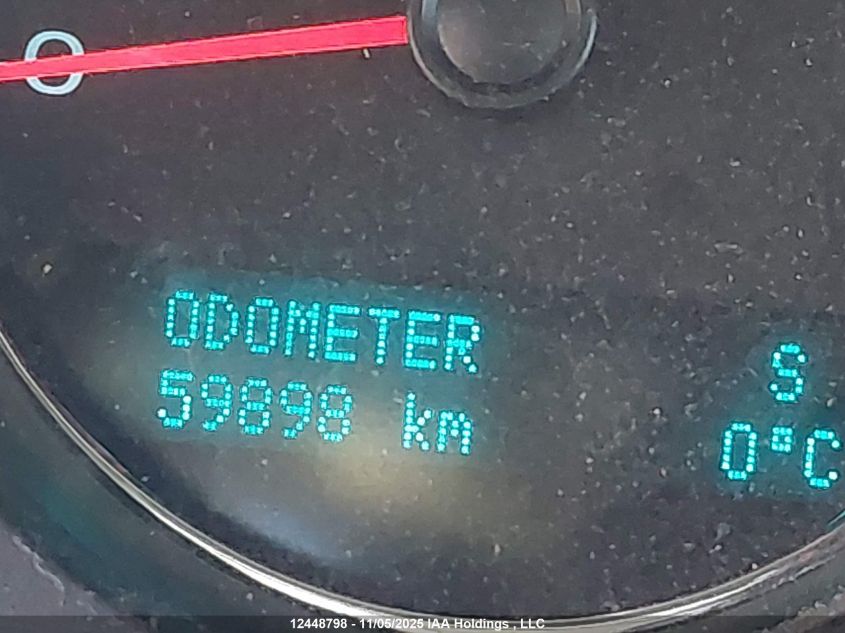 0
ODOMETER
59898 km
S
0°C
12448798 - 11/05/2025 IAA Holdings , LLC